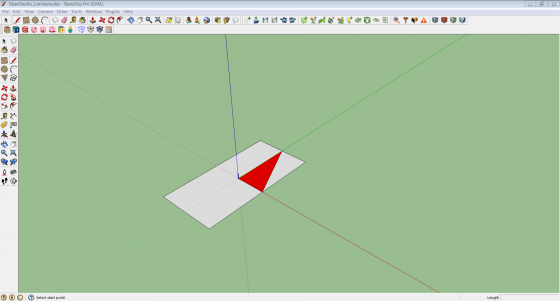 OpenStudio_Luminaire.skp - SketchUp Pro (EVAL)
File Edit View Camera Draw Tools Window Plugins Help
Select start point
Length